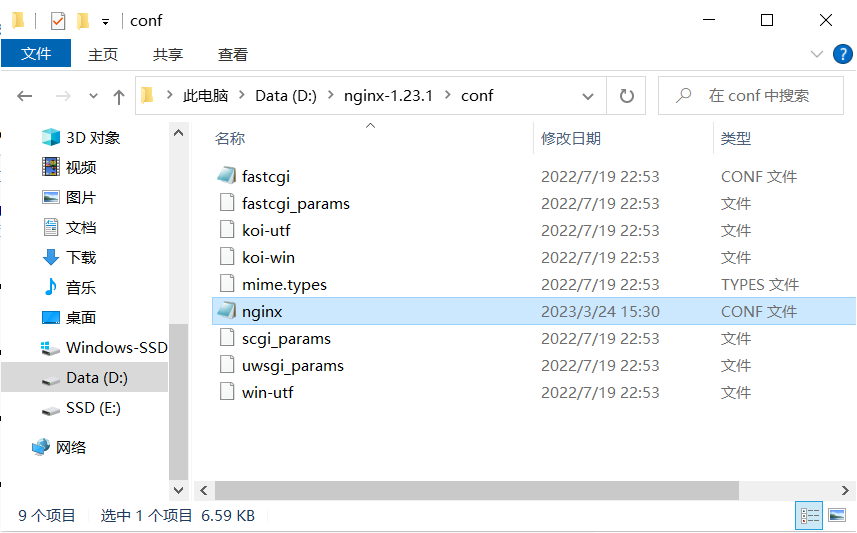 conf
文件 主页 共享 查看
此电脑 Data (D:) nginx-1.23.1 conf 在 conf 中搜索
名称 修改日期 类型
3D 对象
视频
图片
文档
下载
音乐
桌面
Windows-SSD
Data (D:)
SSD (E:)
网络
fastcgi 2022/7/19 22:53 CONF 文件
fastcgi_params 2022/7/19 22:53 文件
koi-utf 2022/7/19 22:53 文件
koi-win 2022/7/19 22:53 文件
mime.types 2022/7/19 22:53 TYPES 文件
nginx 2023/3/24 15:30 CONF 文件
scgi_params 2022/7/19 22:53 文件
uwsgi_params 2022/7/19 22:53 文件
win-utf 2022/7/19 22:53 文件
9 个项目 选中 1 个项目 6.59 KB